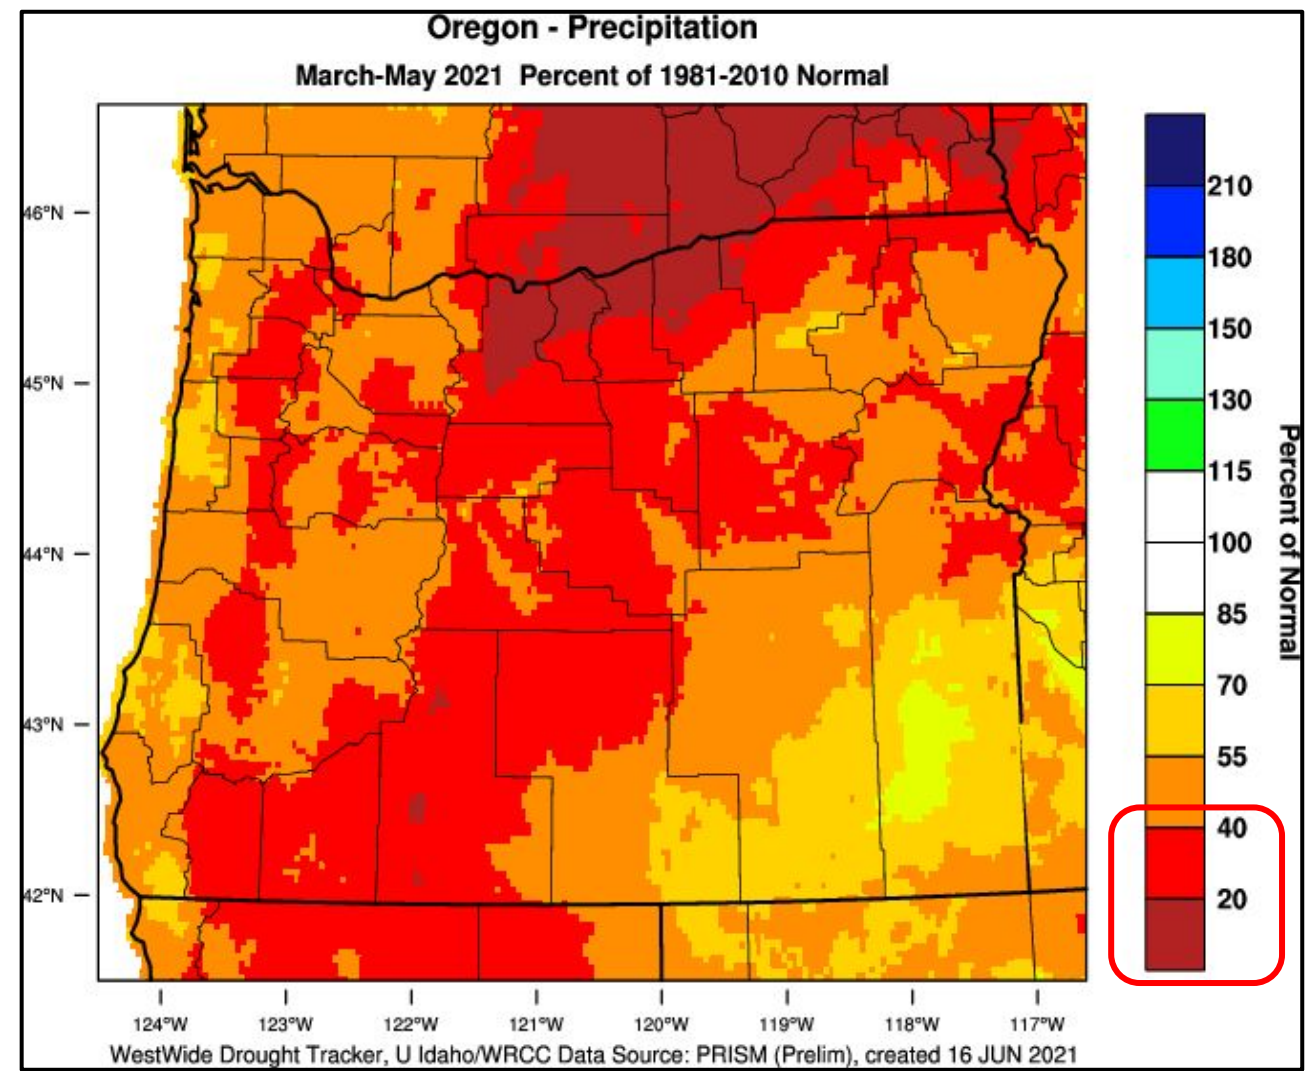 Oregon - Precipitation
March-May 2021 Percent of 1981-2010 Normal
46°N
45°N
44°N
43°N
42°N
124°W 123°W 122°W 121°W 120°W 119°W 118°W 117°W
210
180
150
130
115
100
85
70
55
40
20
Percent of Normal
WestWide Drought Tracker, U Idaho/WRCC Data Source: PRISM (Prelim), created 16 JUN 2021